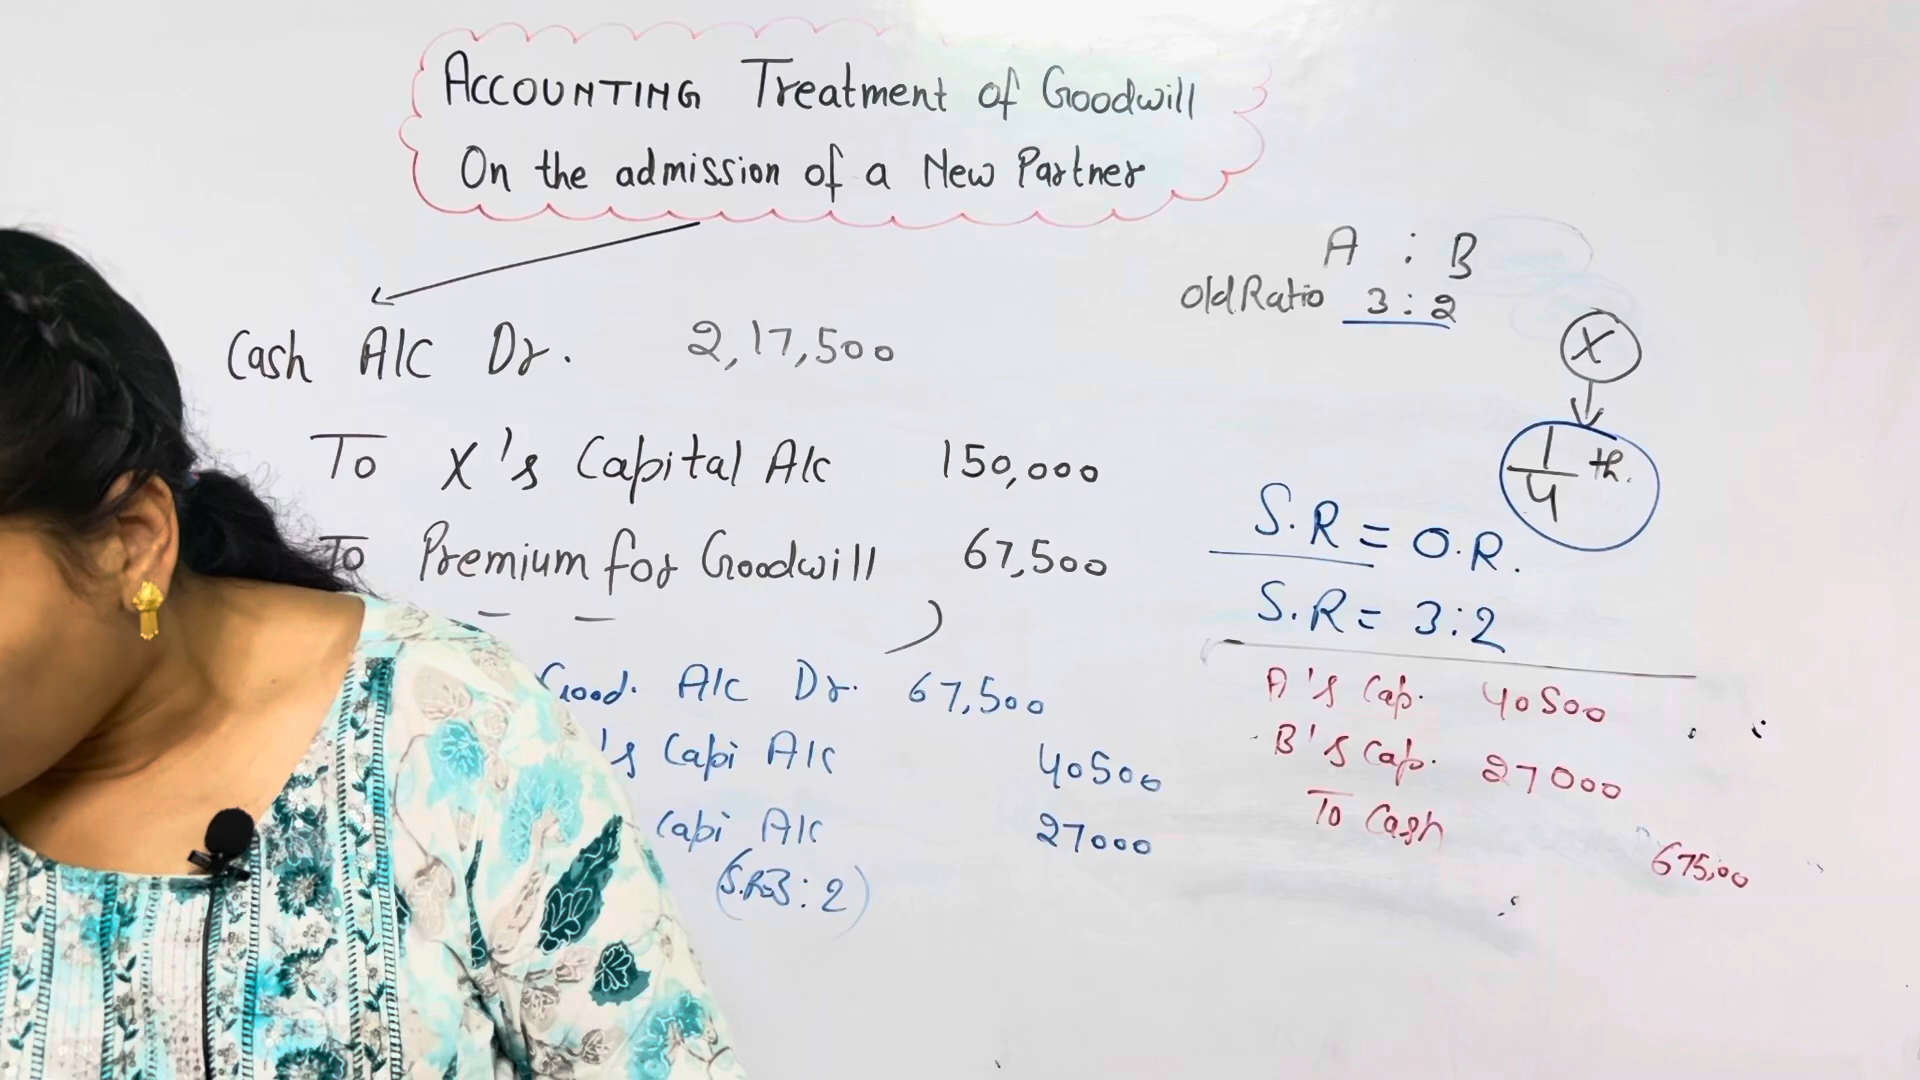 ACCOUNTING Treatment of Goodwill
On the admission of a New Partner
A : B
Old Ratio 3 : 2
X
1/4 th.
Cash A/C Dr. 2,17,500
To X's Capital A/c 150,000
To Premium for Goodwill 67,500
S.R = O.R.
S.R = 3:2
Good. A/C Dr. 67,500
's Capi A/C 40500
Capi A/C 27000
(S.R 3 : 2)
A's Cap. 40500
B's Cap. 27000
To Cash
675,00